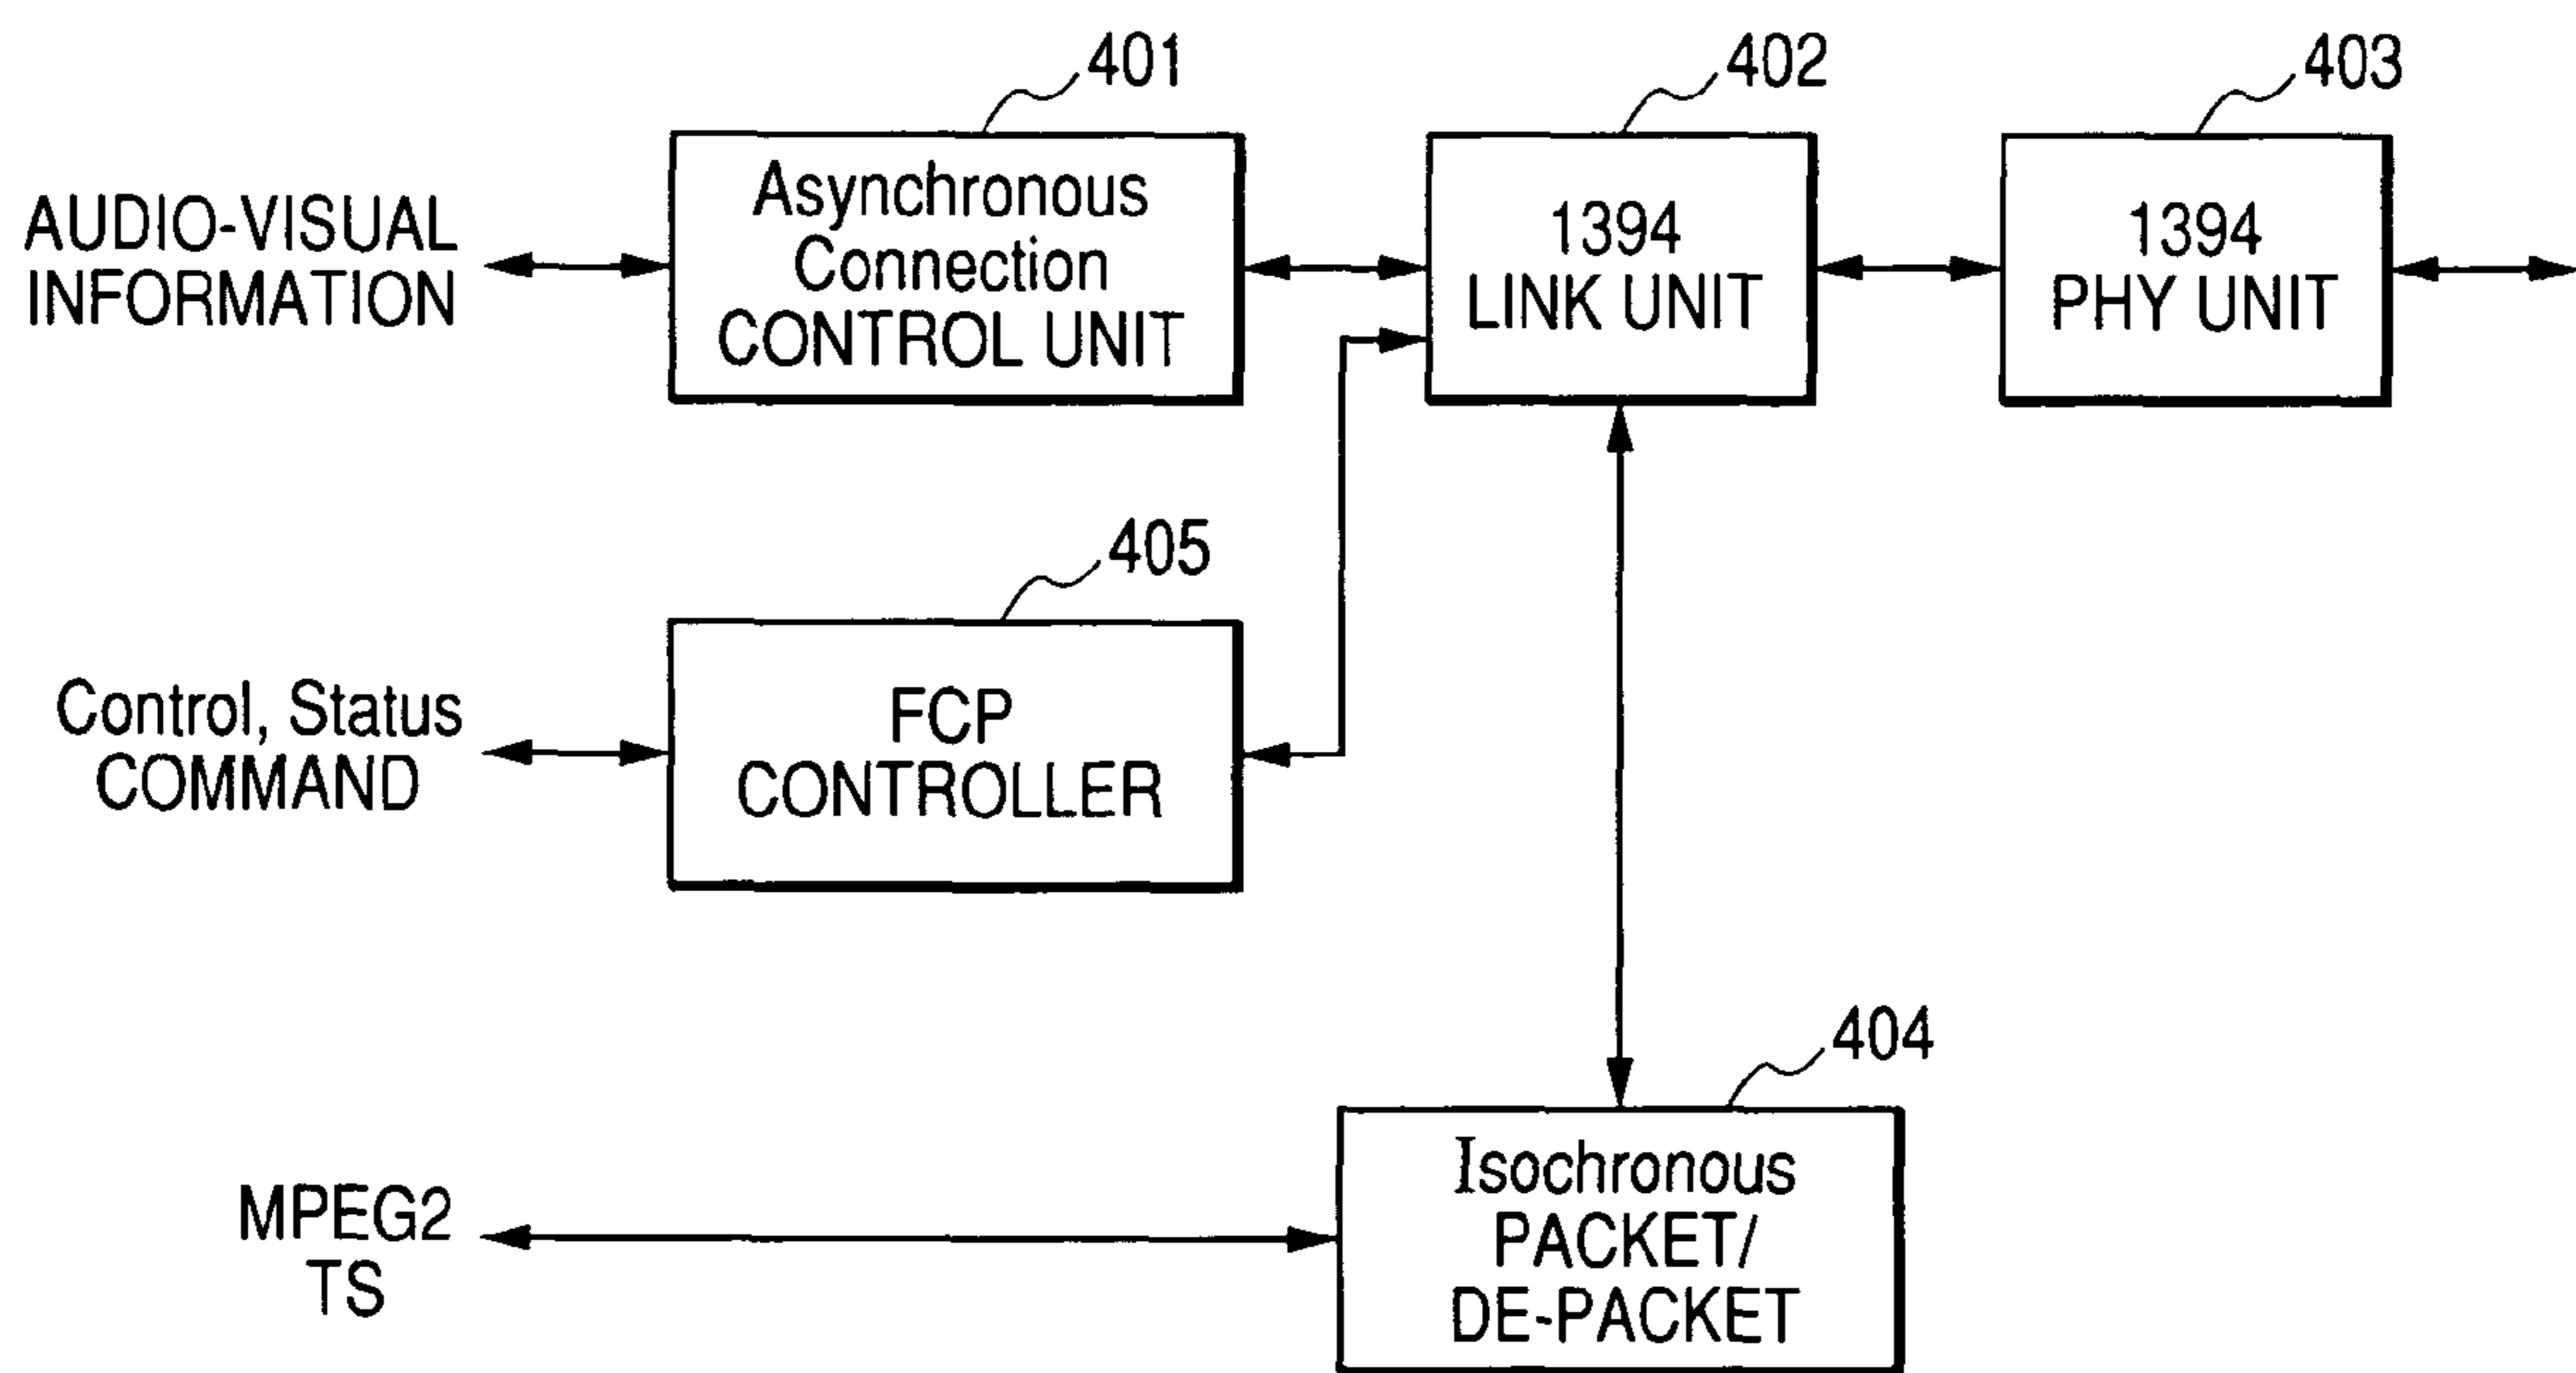 401
402
403
AUDIO-VISUAL
INFORMATION
Asynchronous
Connection
CONTROL UNIT
1394
LINK UNIT
1394
PHY UNIT
405
Control, Status
COMMAND
FCP
CONTROLLER
404
MPEG2
TS
Isochronous
PACKET/
DE-PACKET